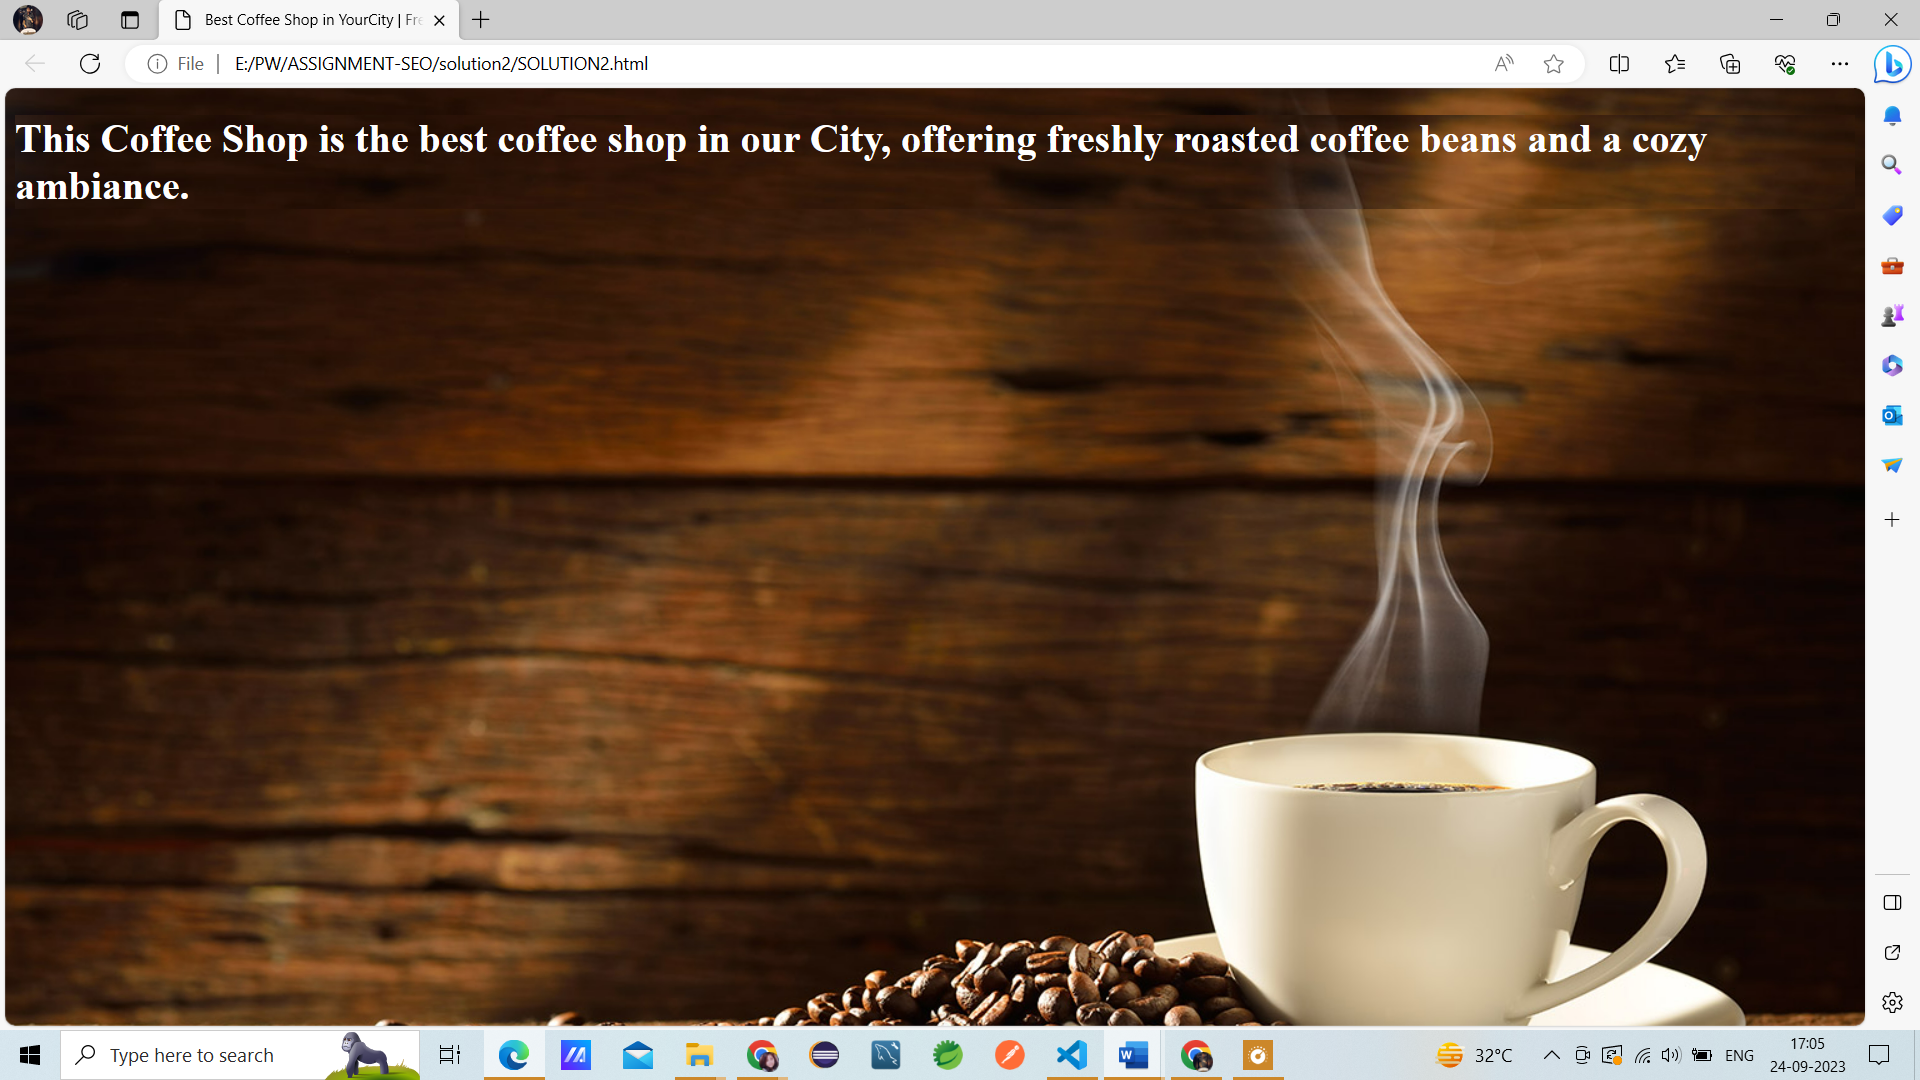 Best Coffee Shop in YourCity | Fre
File
E:/PW/ASSIGNMENT-SEO/solution2/SOLUTION2.html
This Coffee Shop is the best coffee shop in our City, offering freshly roasted coffee beans and a cozy
ambiance.
Type here to search
32°C
ENG
17:05
24-09-2023